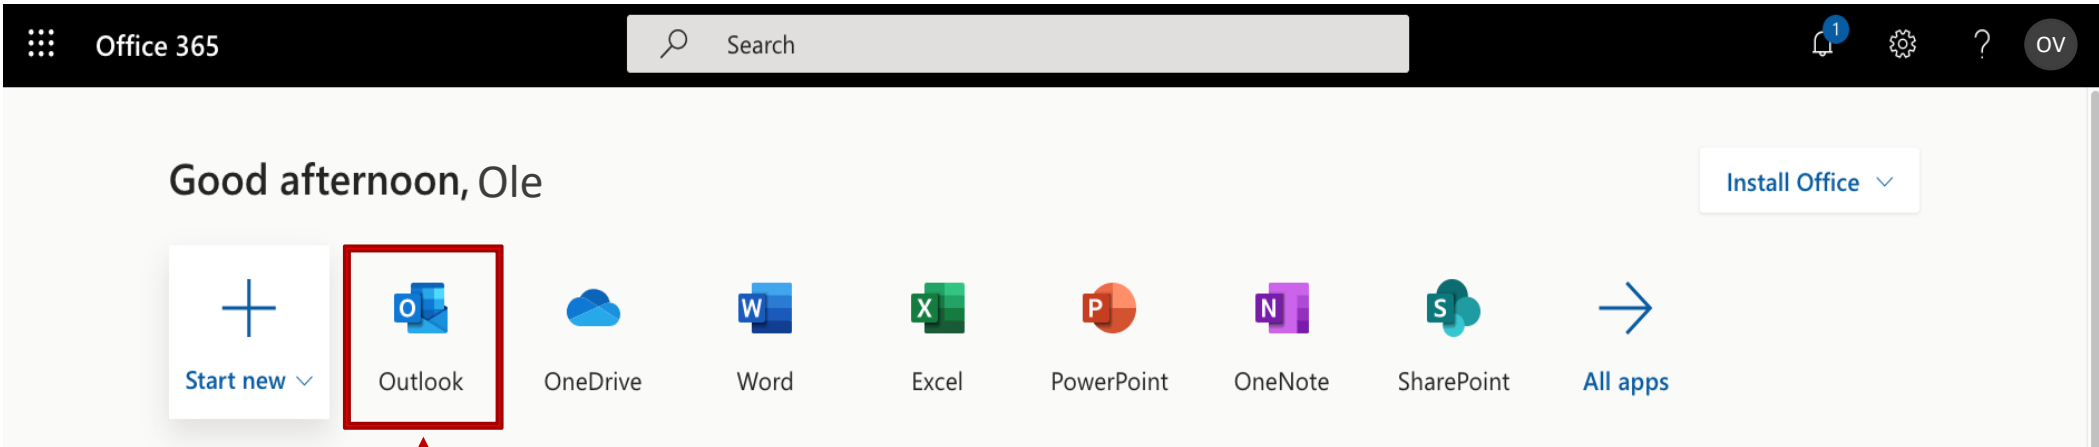 Office 365
Search
1
?
OV
Good afternoon, Ole
Install Office
Start new
O
Outlook
OneDrive
W
Word
X
Excel
P
PowerPoint
N
OneNote
S
SharePoint
All apps